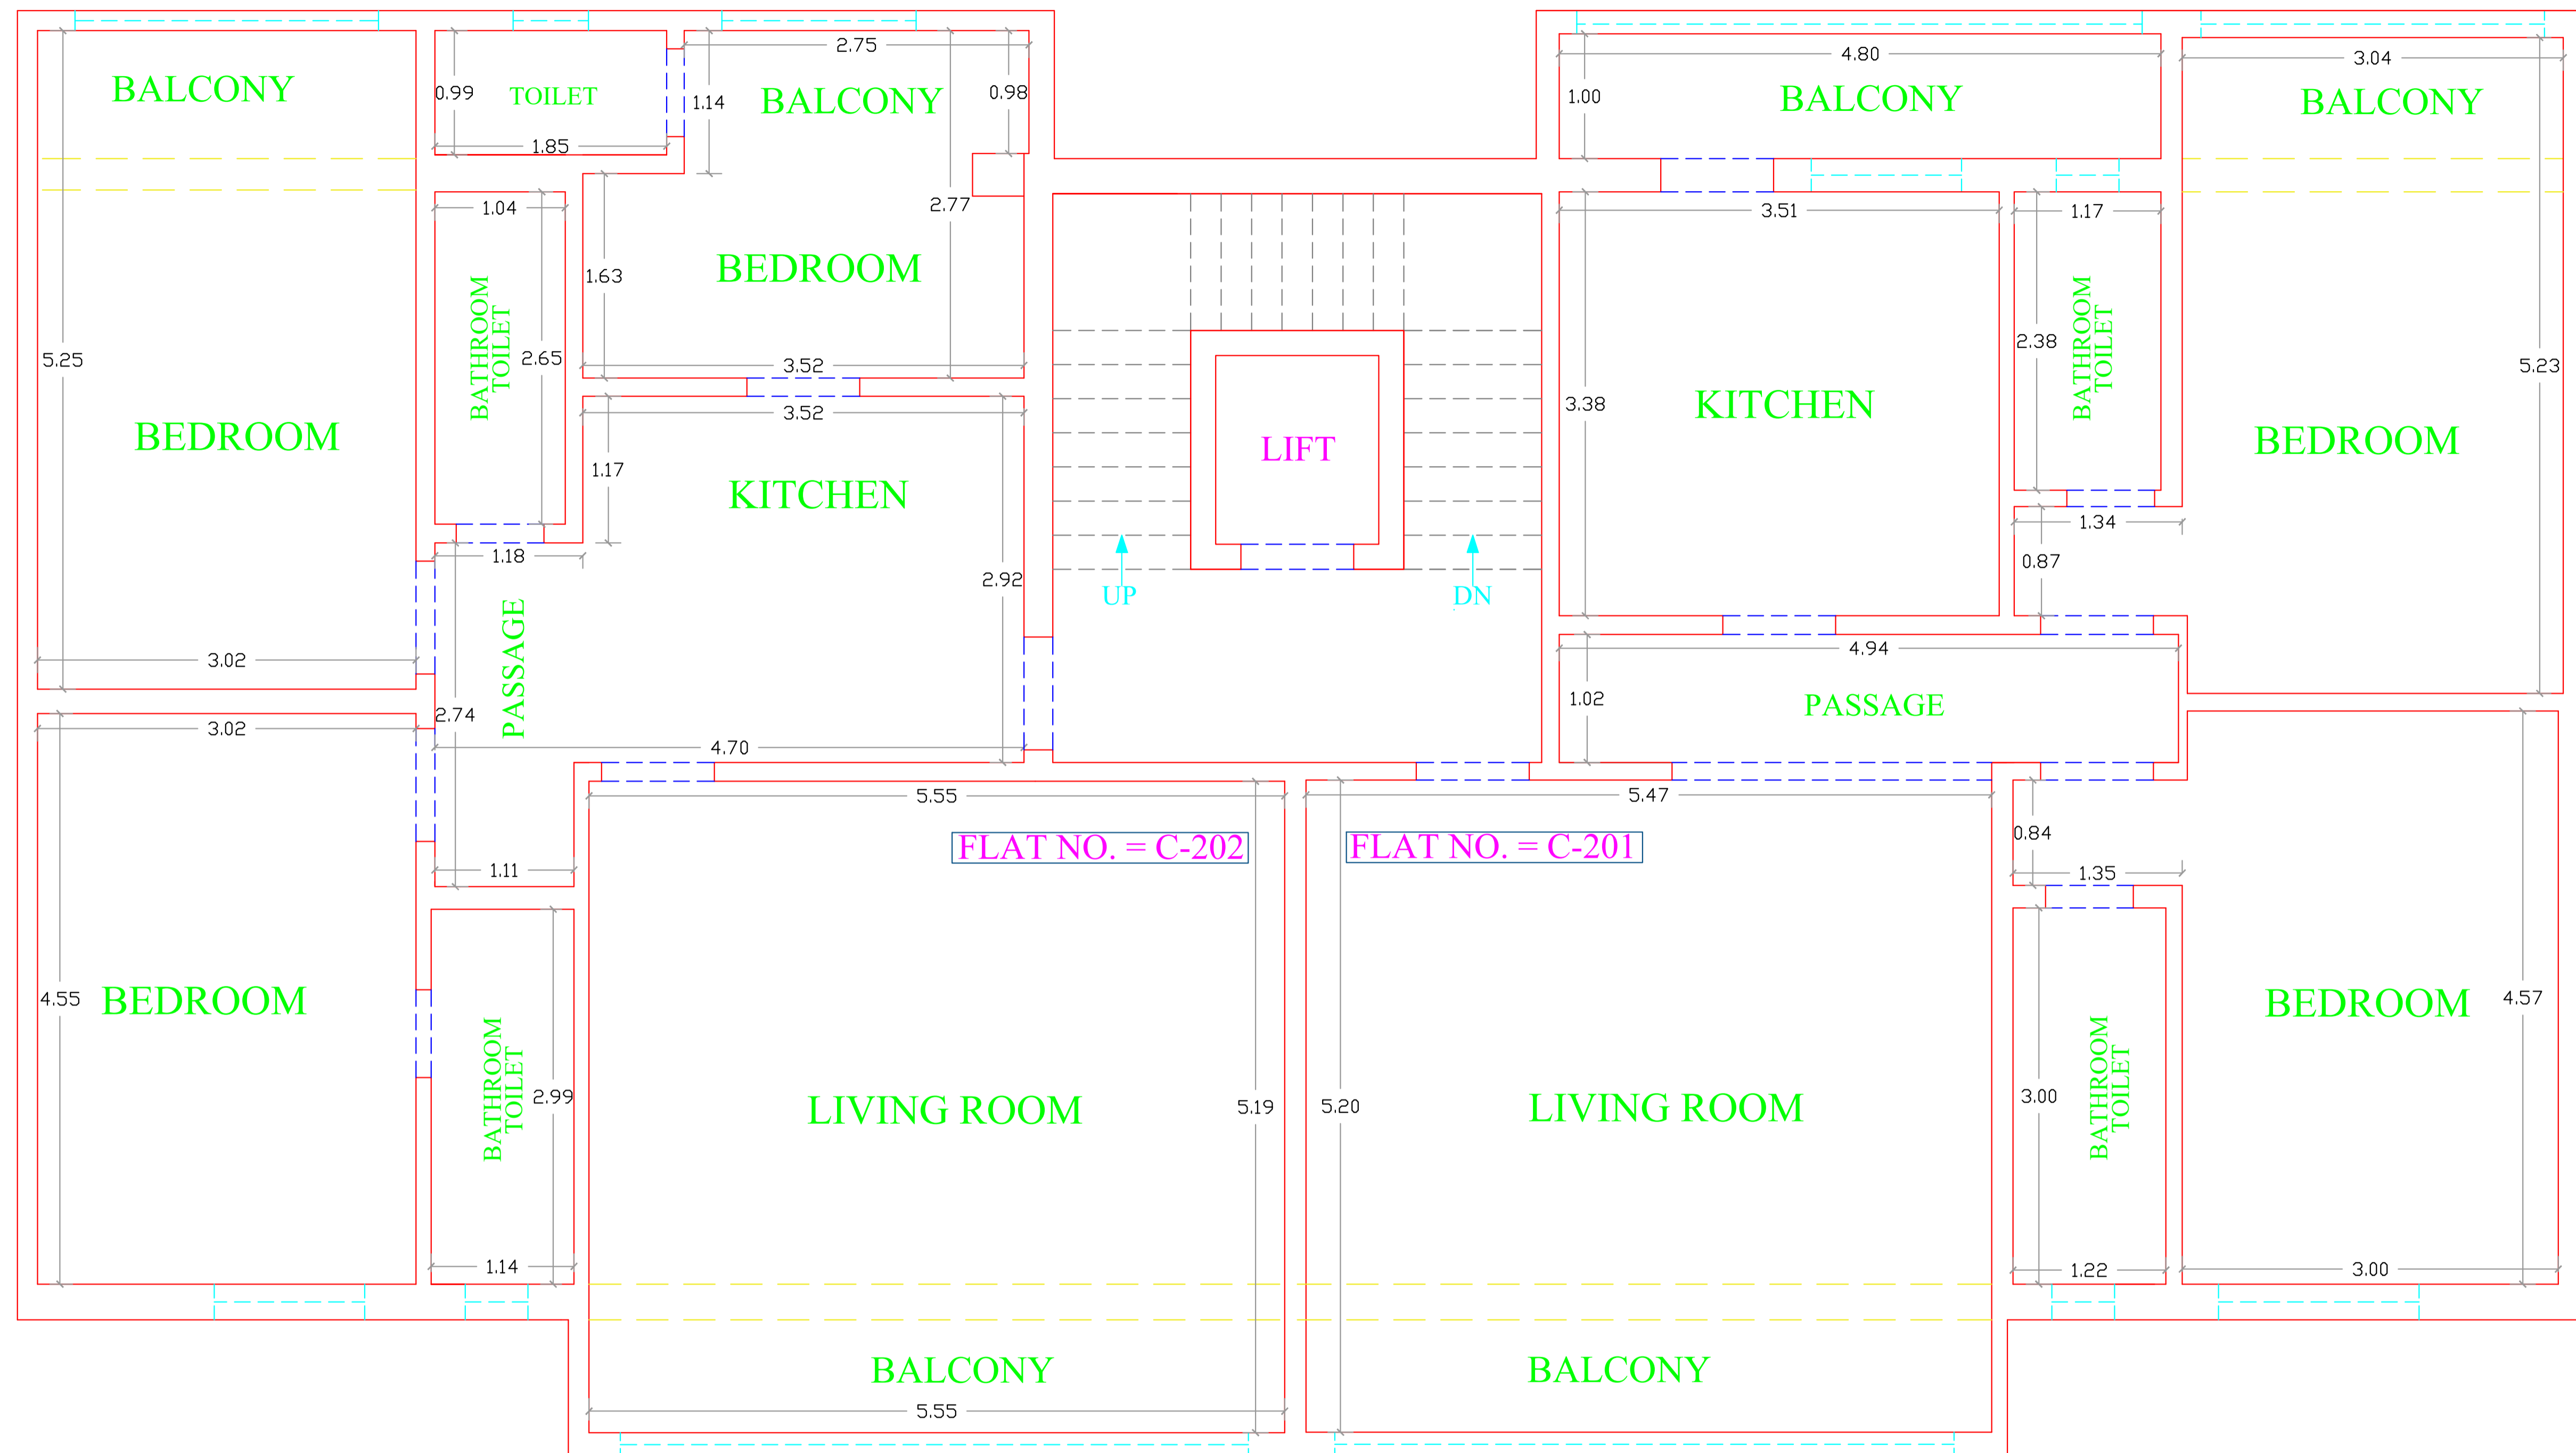 2.75
4.80
3.04
BALCONY
0.99
TOILET
1.14
BALCONY
0.98
1.00
BALCONY
BALCONY
1.85
1.04
2.77
3.51
1.17
1.63
BEDROOM
BATHROOM
TOILET
2.65
5.25
3.52
BATHROOM
TOILET
2.38
5.23
3.52
3.38
KITCHEN
BEDROOM
1.17
LIFT
BEDROOM
KITCHEN
1.34
1.18
2.92
0.87
UP
DN
PASSAGE
3.02
4.94
1.02
PASSAGE
2.74
3.02
4.70
5.55
5.47
FLAT NO. = C-202
FLAT NO. = C-201
0.84
1.11
1.35
4.55
BEDROOM
BEDROOM
4.57
BATHROOM
TOILET
2.99
LIVING ROOM
5.19
5.20
LIVING ROOM
3.00
BATHROOM
TOILET
1.14
1.22
3.00
BALCONY
BALCONY
5.55